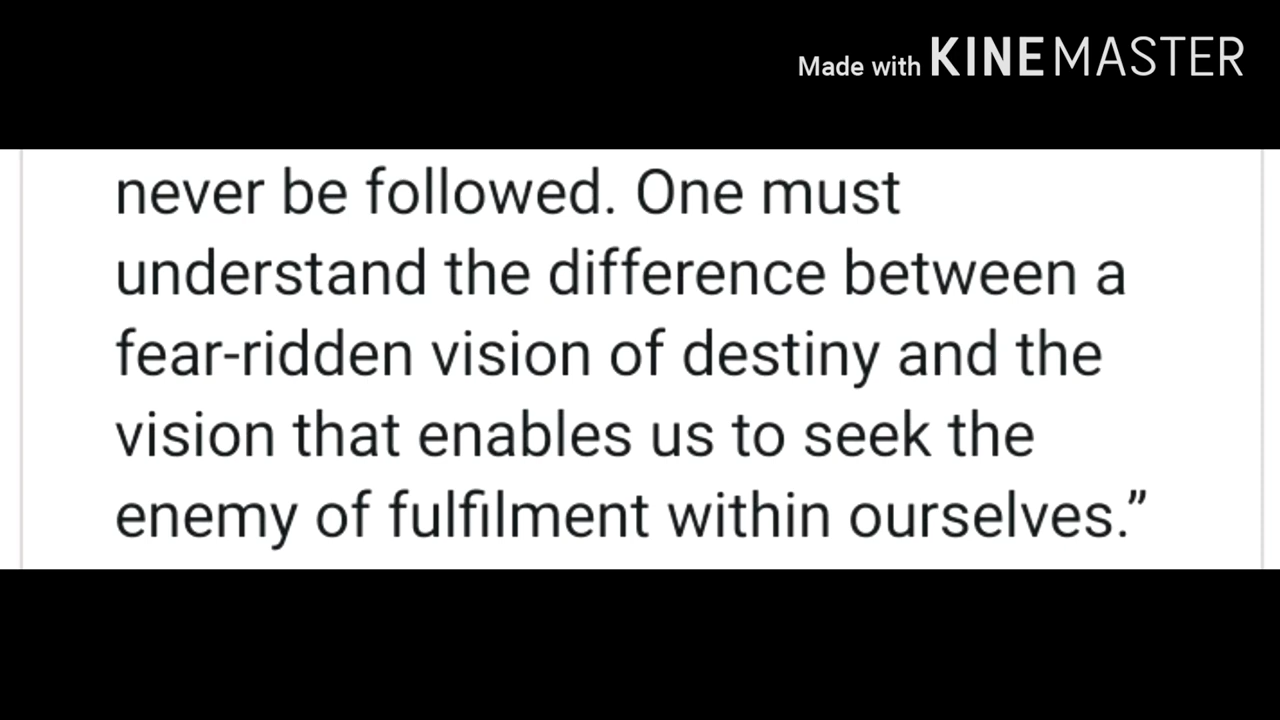 Made with KINEMASTER
never be followed. One must
understand the difference between a
fear-ridden vision of destiny and the
vision that enables us to seek the
enemy of fulfilment within ourselves.”